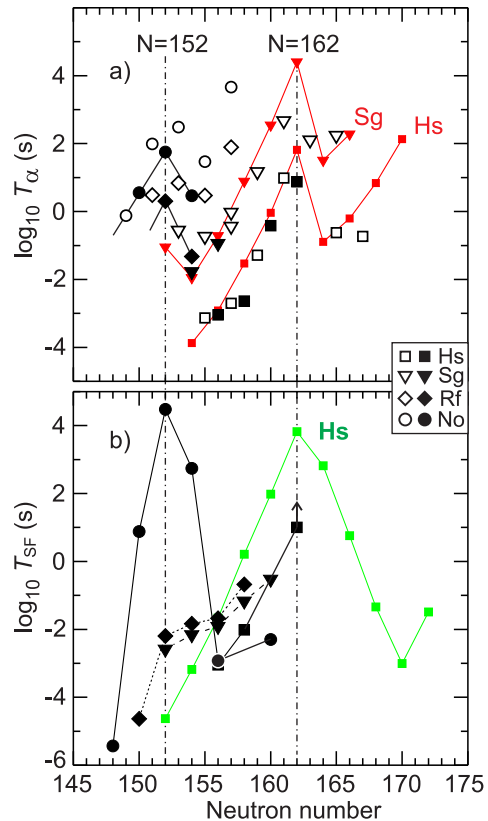 N=152 N=162
a)
Sg
Hs
log10 Tα (s)
4
2
0
-2
-4
Hs
Sg
Rf
No
b)
Hs
log10 TSF (s)
4
2
0
-2
-4
-6
145 150 155 160 165 170 175
Neutron number